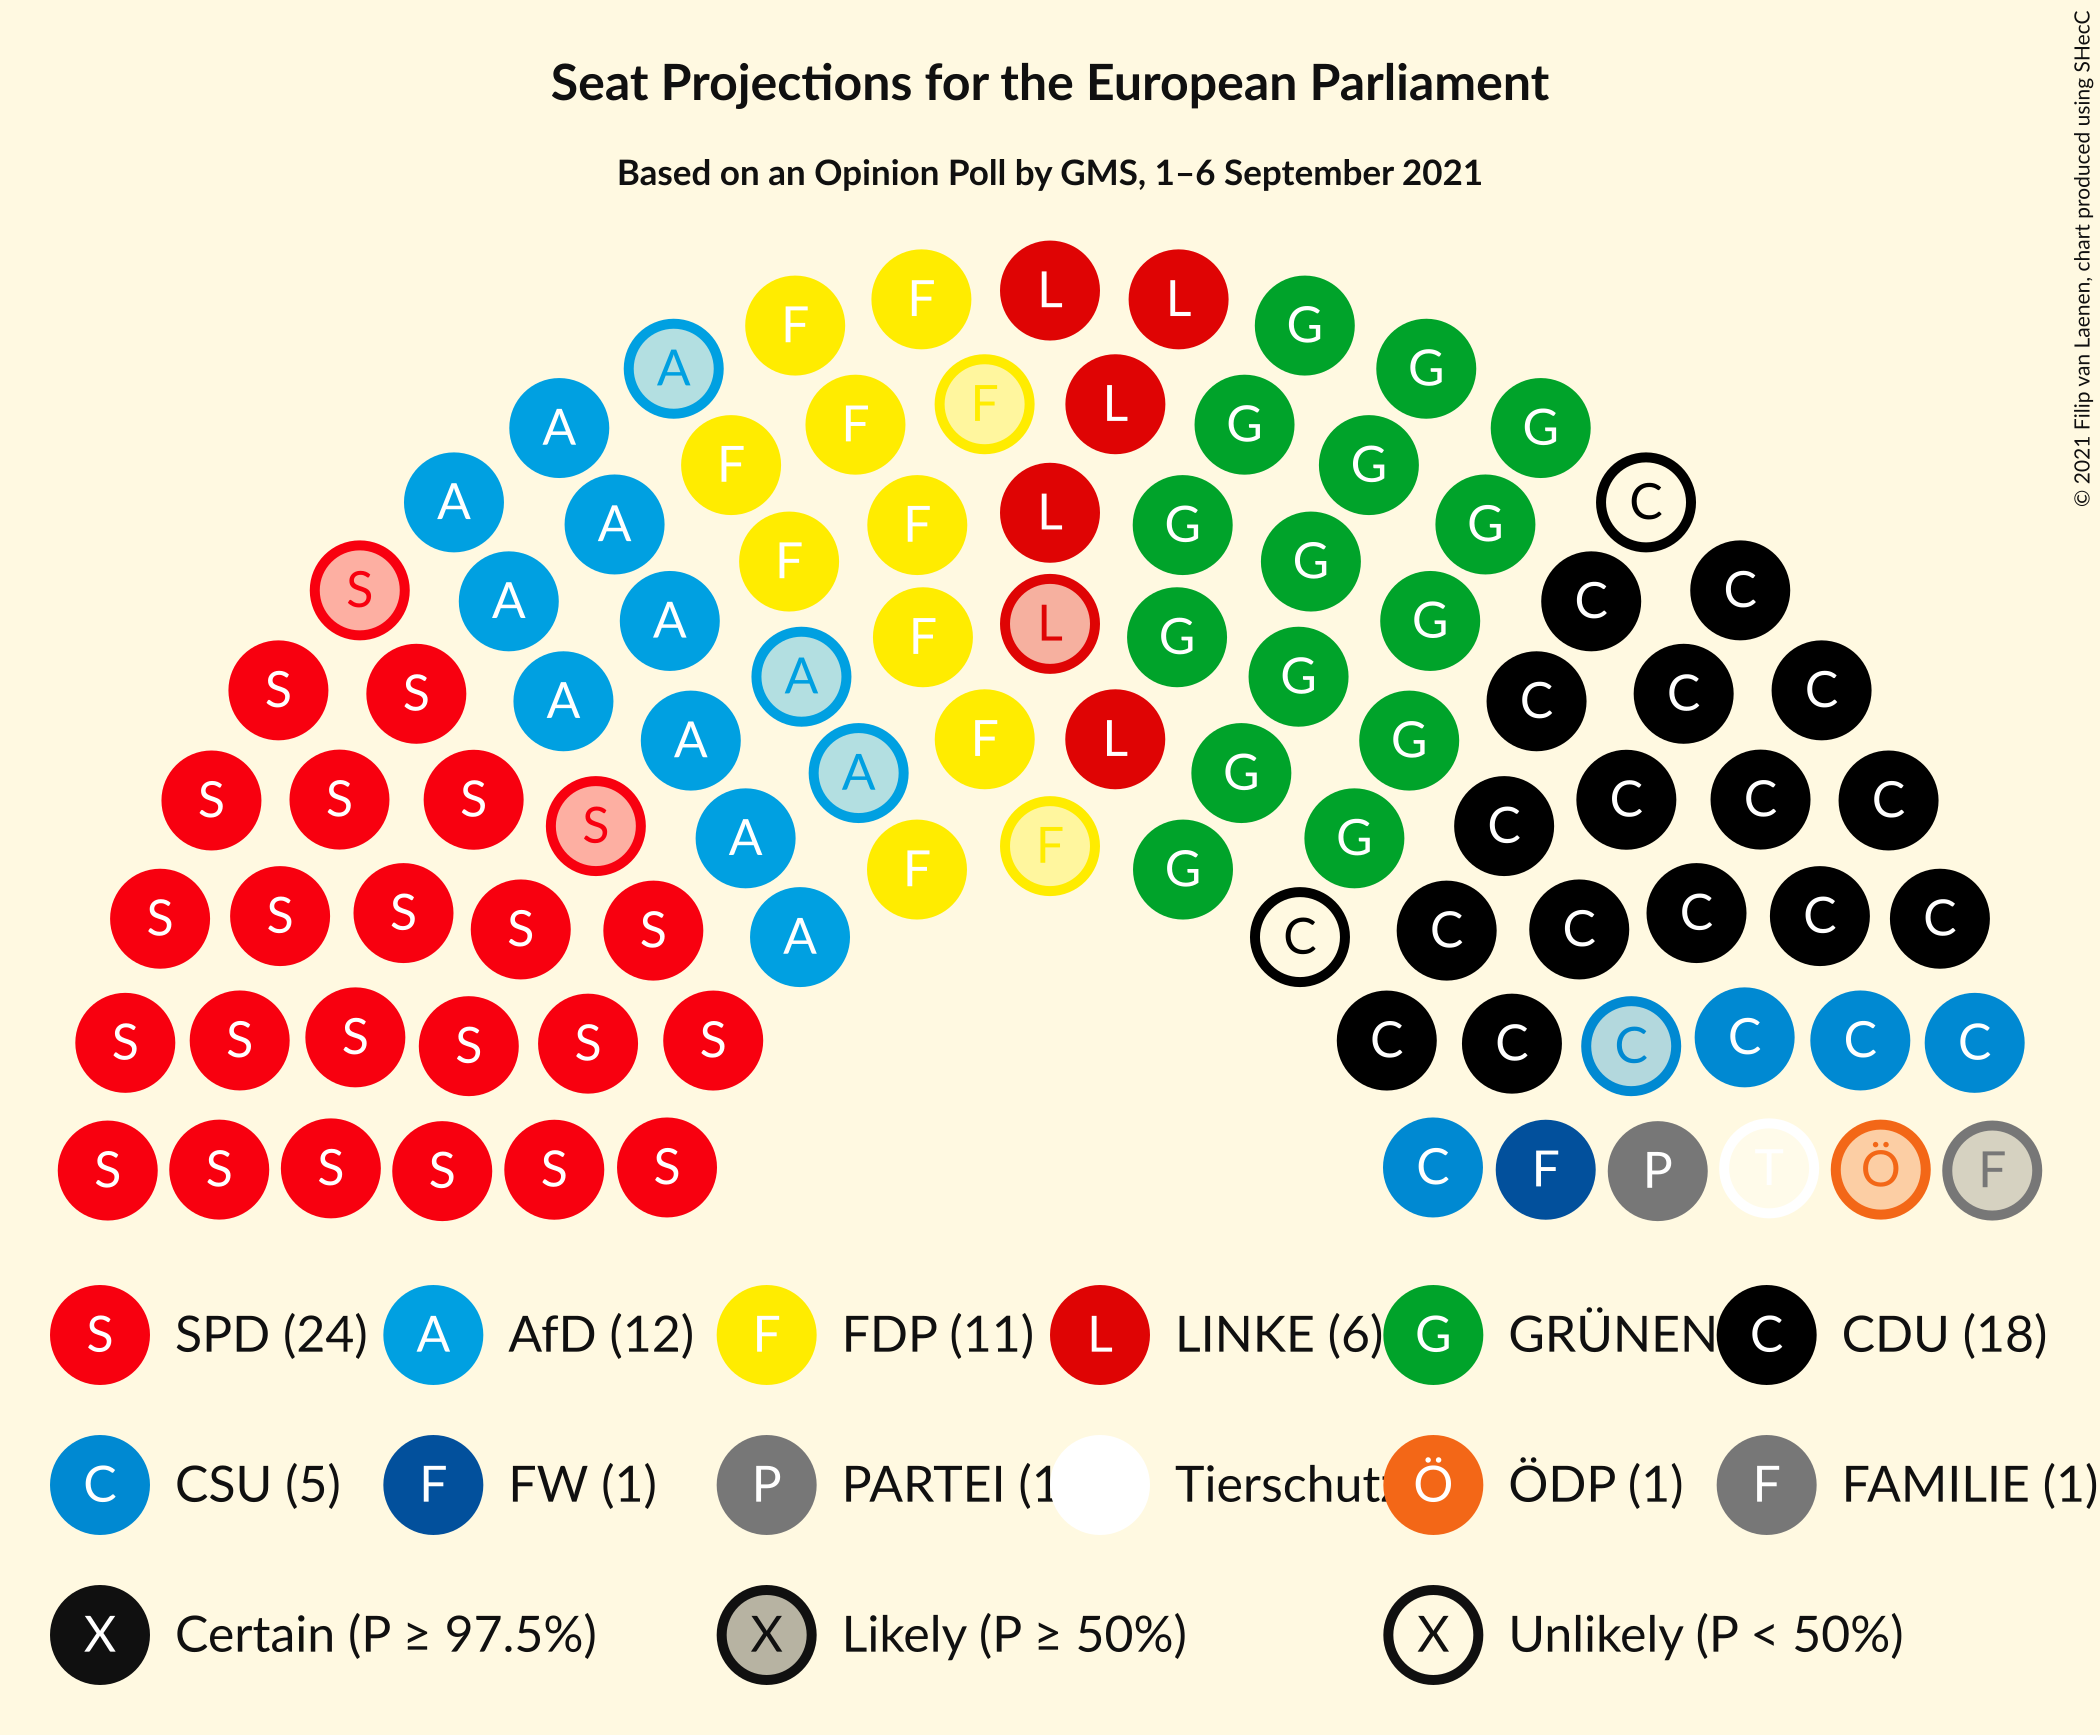 Seat Projections for the European Parliament
Based on an Opinion Poll by GMS, 1–6 September 2021
© 2021 Filip van Laenen, chart produced using SHecC
L
F L
F G
A F F L G
F G G
A F G G
F L G
A A F F G G C
A F G G
S A A F L G G C C
A F G
S A A A G G C C
S A A G C C
S S S A F L G G C C C
S A G C
F F G
S S S S S A C G C C C C C
A C
S S S S S S C C C C C C
S S S S S S C F P T Ö F
S SPD (24) A AfD (12) F FDP (11) L LINKE (6) G GRÜNEN C CDU (18)
C CSU (5) F FW (1) P PARTEI (1 Tierschutz Ö ÖDP (1) F FAMILIE (1)
X Certain (P ≥ 97.5%) X Likely (P ≥ 50%) X Unlikely (P < 50%)